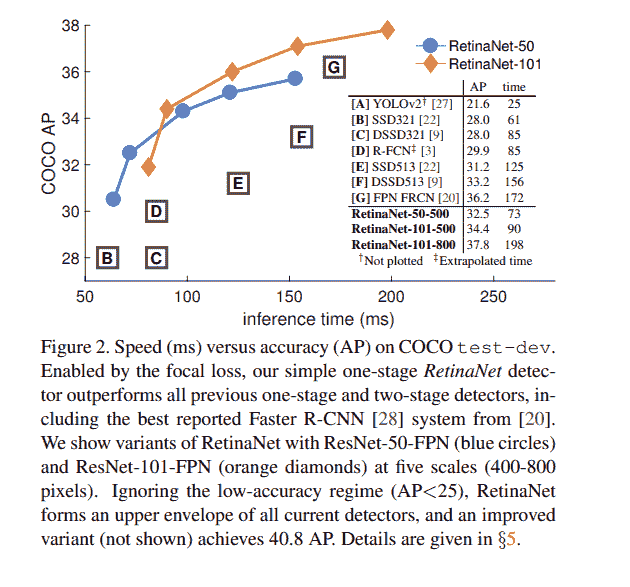 38
36
34
32
30
28
COCO AP
50
100
150
200
250
inference time (ms)
B
C
D
E
F
G
RetinaNet-50
RetinaNet-101
AP time
[A] YOLOv2† [27] 21.6 25
[B] SSD321 [22] 28.0 61
[C] DSSD321 [9] 28.0 85
[D] R-FCN‡ [3] 29.9 85
[E] SSD513 [22] 31.2 125
[F] DSSD513 [9] 33.2 156
[G] FPN FRCN [20] 36.2 172
RetinaNet-50-500 32.5 73
RetinaNet-101-500 34.4 90
RetinaNet-101-800 37.8 198
†Not plotted ‡Extrapolated time
Figure 2. Speed (ms) versus accuracy (AP) on COCO test-dev.
Enabled by the focal loss, our simple one-stage RetinaNet detec-
tor outperforms all previous one-stage and two-stage detectors, in-
cluding the best reported Faster R-CNN [28] system from [20].
We show variants of RetinaNet with ResNet-50-FPN (blue circles)
and ResNet-101-FPN (orange diamonds) at five scales (400-800
pixels). Ignoring the low-accuracy regime (AP<25), RetinaNet
forms an upper envelope of all current detectors, and an improved
variant (not shown) achieves 40.8 AP. Details are given in §5.